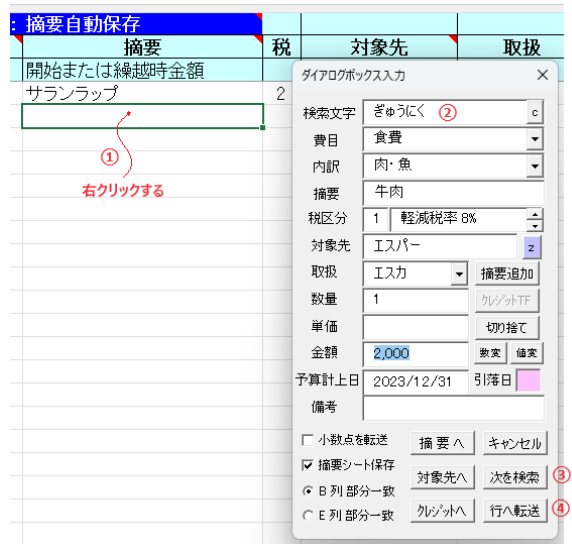 : 摘要自動保存
摘要 税 対象先 取扱
開始または繰越時金額
サランラップ 2
①
右クリックする
ダイアログボックス入力 ×
検索文字 ぎゅうにく ② c
費目 食費
内訳 肉・魚
摘要 牛肉
税区分 1 軽減税率 8%
対象先 エスパー z
取扱 エスカ 摘要追加
数量 1 クレジットTF
単価 切り捨て
金額 2,000 数変 値変
予算計上日 2023/12/31 引落日
備考
小数点を転送 摘要へ キャンセル
摘要シート保存
対象先へ 次を検索 ③
B 列 部分一致
E 列 部分一致 クレジットへ 行へ転送 ④